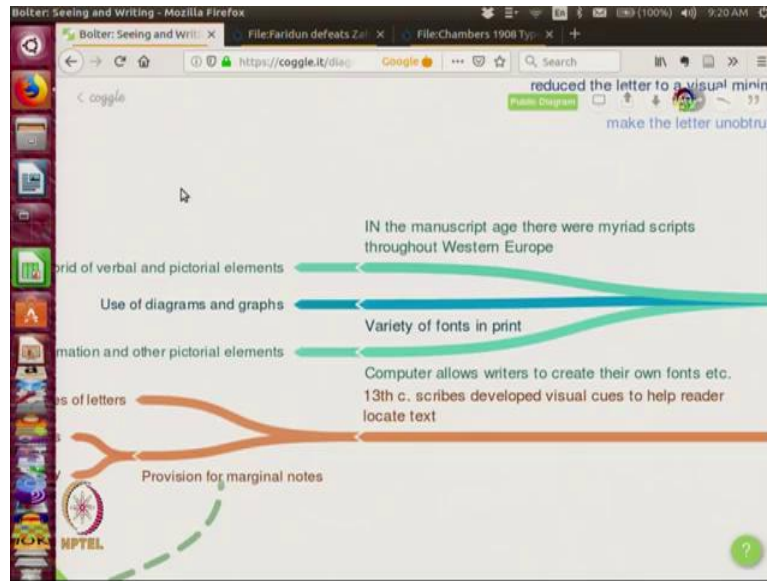 Bolter: Seeing and Writing - Mozilla Firefox
En
(100%)
9:20 AM
Bolter: Seeing and Writ
File:Faridun defeats Zah
File:Chambers 1908 Typ
https://coggle.it/diag
Google
Search
< coggle
reduced the letter to a visual minim
Public Diagram
make the letter unobtru
IN the manuscript age there were myriad scripts
throughout Western Europe
orid of verbal and pictorial elements
Use of diagrams and graphs
Variety of fonts in print
mation and other pictorial elements
Computer allows writers to create their own fonts etc.
es of letters
13th c. scribes developed visual cues to help reader
locate text
s
y
Provision for marginal notes
NPTEL
?